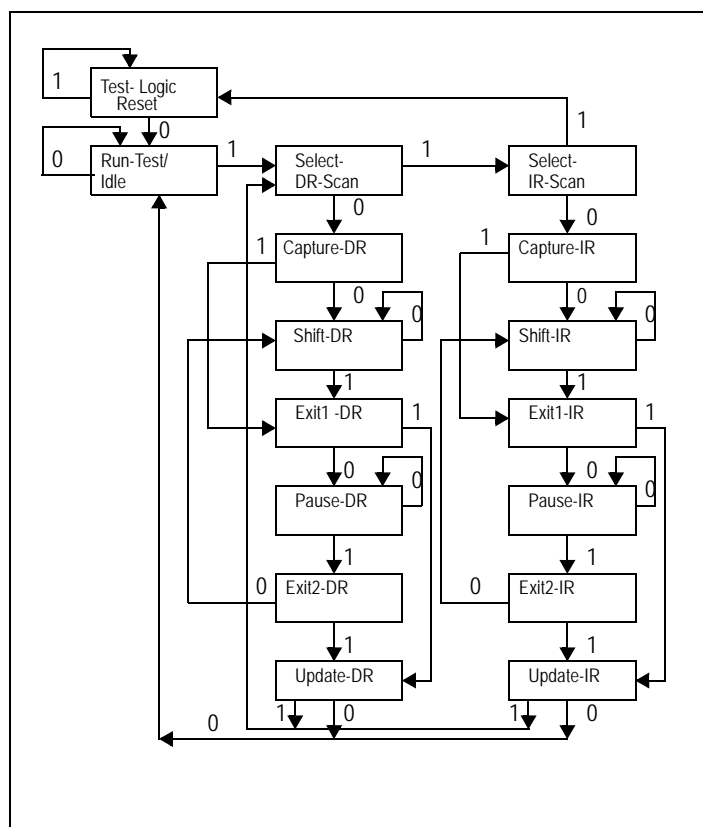 1
Test- Logic
Reset
0
1
0
Run-Test/
Idle
1
Select-
DR-Scan
1
Select-
IR-Scan
0
0
1
Capture-DR
1
Capture-IR
0
0
0
0
Shift-DR
Shift-IR
1
1
Exit1 -DR
1
Exit1-IR
1
0
0
0
0
Pause-DR
Pause-IR
1
1
0
Exit2-DR
0
Exit2-IR
1
1
Update-DR
Update-IR
1
0
1
0
0